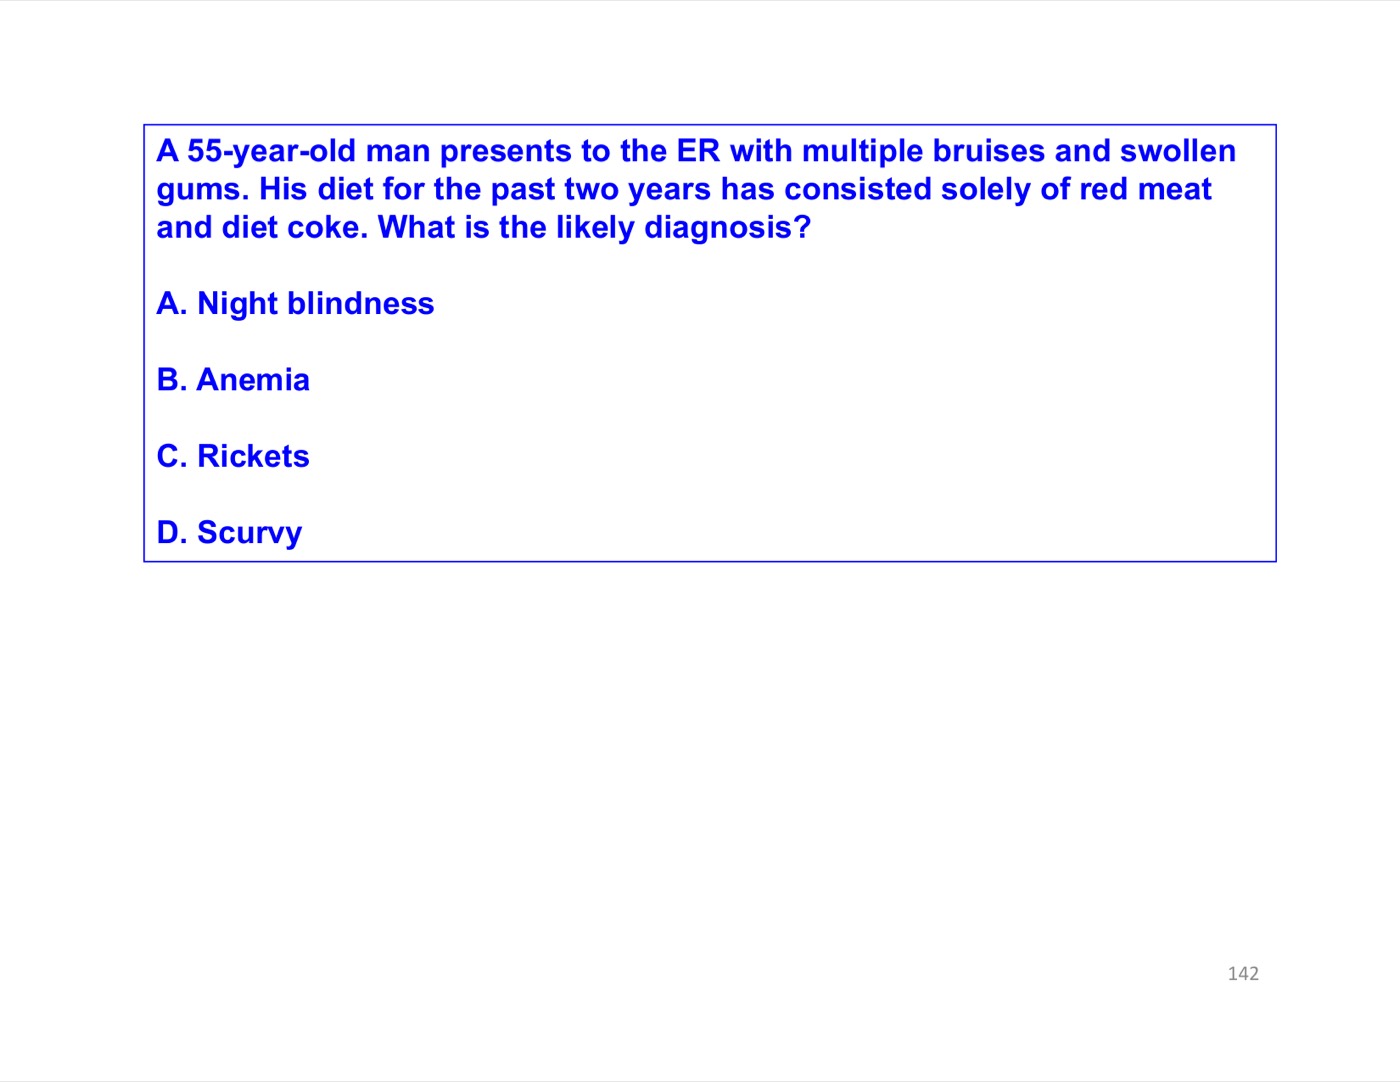 A 55-year-old man presents to the ER with multiple bruises and swollen
gums. His diet for the past two years has consisted solely of red meat
and diet coke. What is the likely diagnosis?
A. Night blindness
B. Anemia
C. Rickets
D. Scurvy
142